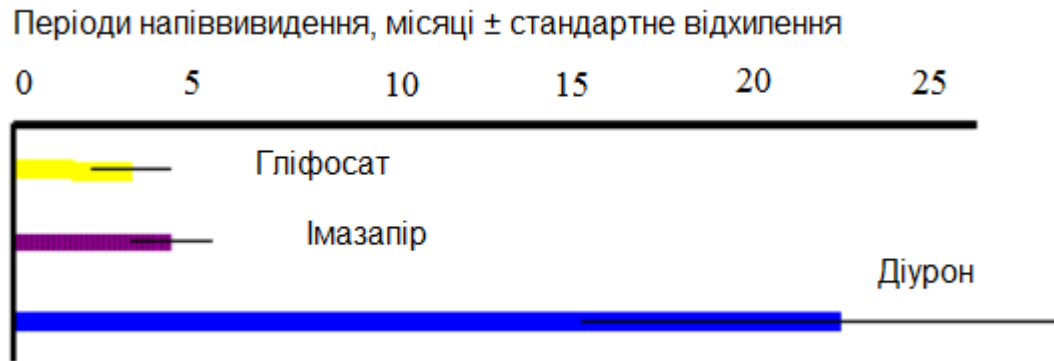 Періоди напіввивидення, місяці ± стандартне відхилення
0 5 10 15 20 25
Гліфосат
Імазапір
Діурон